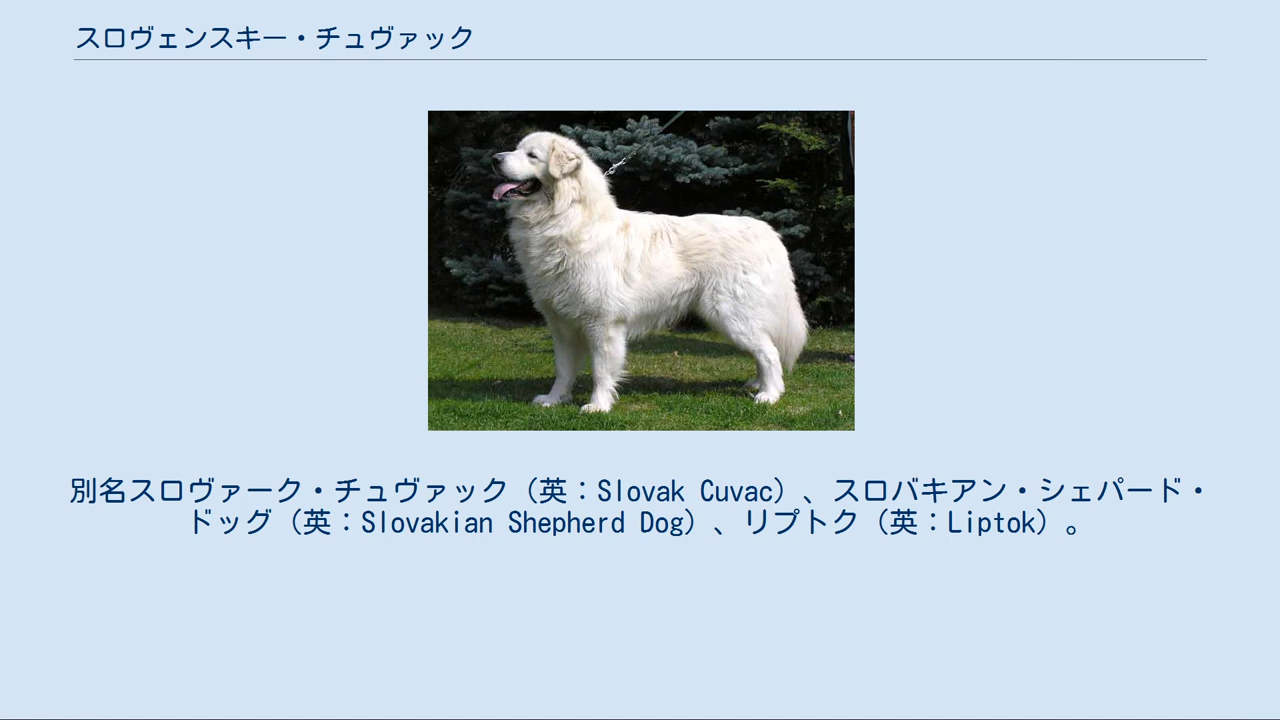 スロヴェンスキー・チュヴァック
別名スロヴァーク・チュヴァック（英：Slovak Cuvac）、スロバキアン・シェパード・
ドッグ（英：Slovakian Shepherd Dog）、リプトク（英：Liptok）。